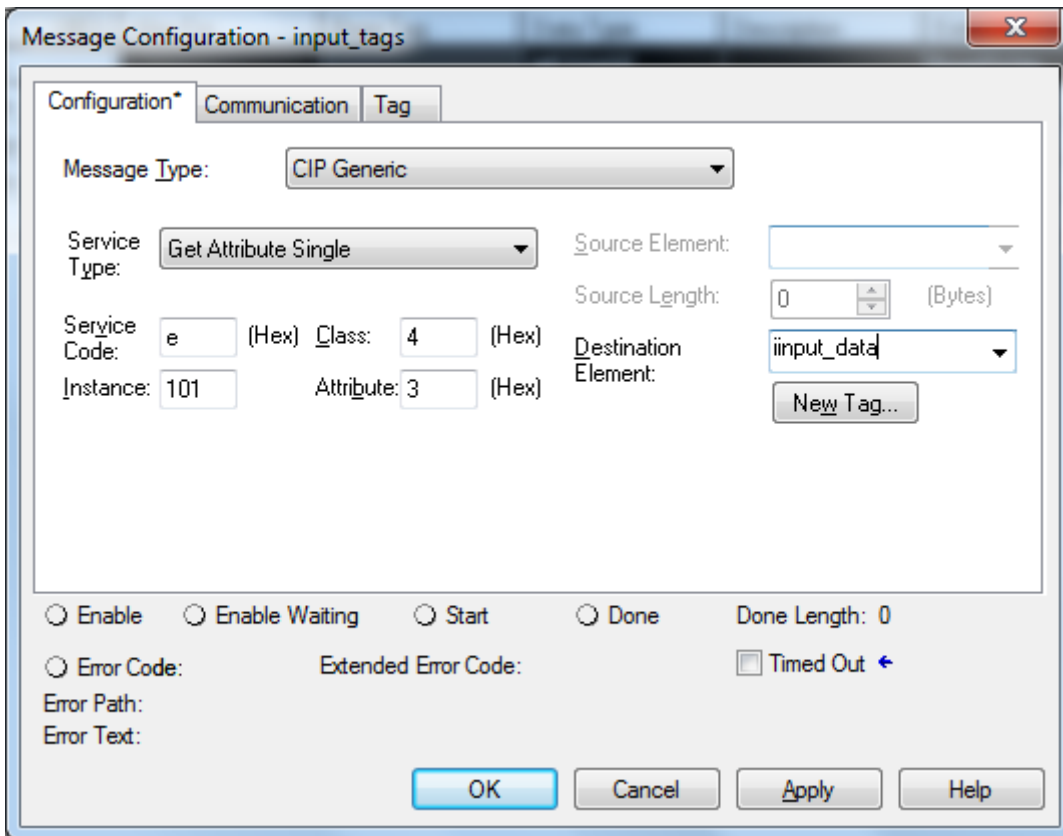 Message Configuration - input_tags
Configuration* Communication Tag
Message Type: CIP Generic
Service Type: Get Attribute Single
Source Element:
Source Length: 0 (Bytes)
Service Code: e (Hex) Class: 4 (Hex)
Destination Element: iinput_data
Instance: 101 Attribute: 3 (Hex)
New Tag...
Enable Enable Waiting Start Done Done Length: 0
Error Code: Extended Error Code: Timed Out
Error Path:
Error Text:
OK Cancel Apply Help